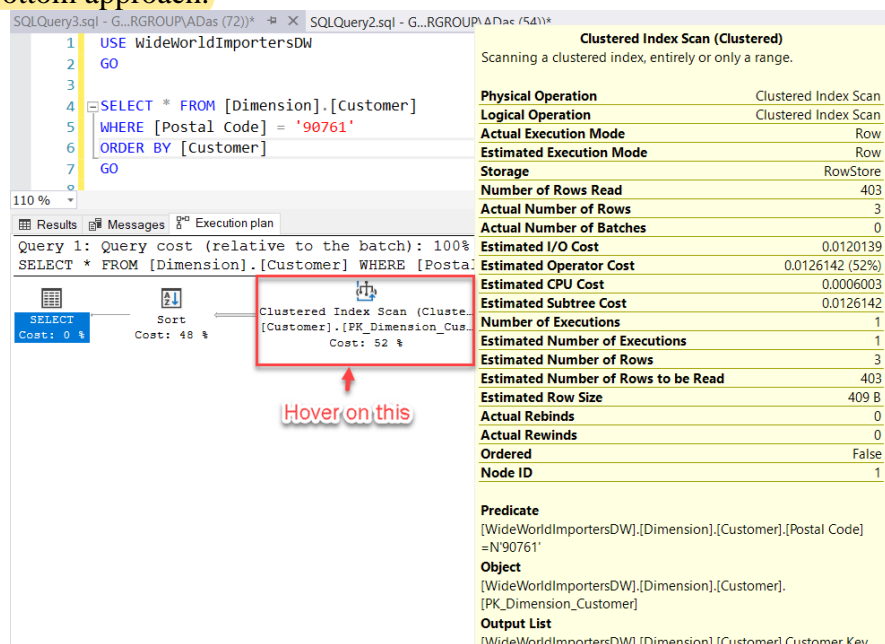 ottom approach.
SQLQuery3.sql - G...RGROUP\ADas (72))* SQLQuery2.sql - G...RGROUP\ADas (54))*
1 USE WideWorldImportersDW
2 GO
3
4 SELECT * FROM [Dimension].[Customer]
5 WHERE [Postal Code] = '90761'
6 ORDER BY [Customer]
7 GO
8
110 %
Results Messages Execution plan
Query 1: Query cost (relative to the batch): 100%
SELECT * FROM [Dimension].[Customer] WHERE [Postal
SELECT
Cost: 0 %
Sort
Cost: 48 %
Clustered Index Scan (Cluste...
[Customer].[PK_Dimension_Cus...
Cost: 52 %
Hover on this
Clustered Index Scan (Clustered)
Scanning a clustered index, entirely or only a range.
Physical Operation Clustered Index Scan
Logical Operation Clustered Index Scan
Actual Execution Mode Row
Estimated Execution Mode Row
Storage RowStore
Number of Rows Read 403
Actual Number of Rows 3
Actual Number of Batches 0
Estimated I/O Cost 0.0120139
Estimated Operator Cost 0.0126142 (52%)
Estimated CPU Cost 0.0006003
Estimated Subtree Cost 0.0126142
Number of Executions 1
Estimated Number of Executions 1
Estimated Number of Rows 3
Estimated Number of Rows to be Read 403
Estimated Row Size 409 B
Actual Rebinds 0
Actual Rewinds 0
Ordered False
Node ID 1
Predicate
[WideWorldImportersDW].[Dimension].[Customer].[Postal Code]
=N'90761'
Object
[WideWorldImportersDW].[Dimension].[Customer].
[PK_Dimension_Customer]
Output List
[WideWorldImportersDW].[Dimension].[Customer].Customer Key